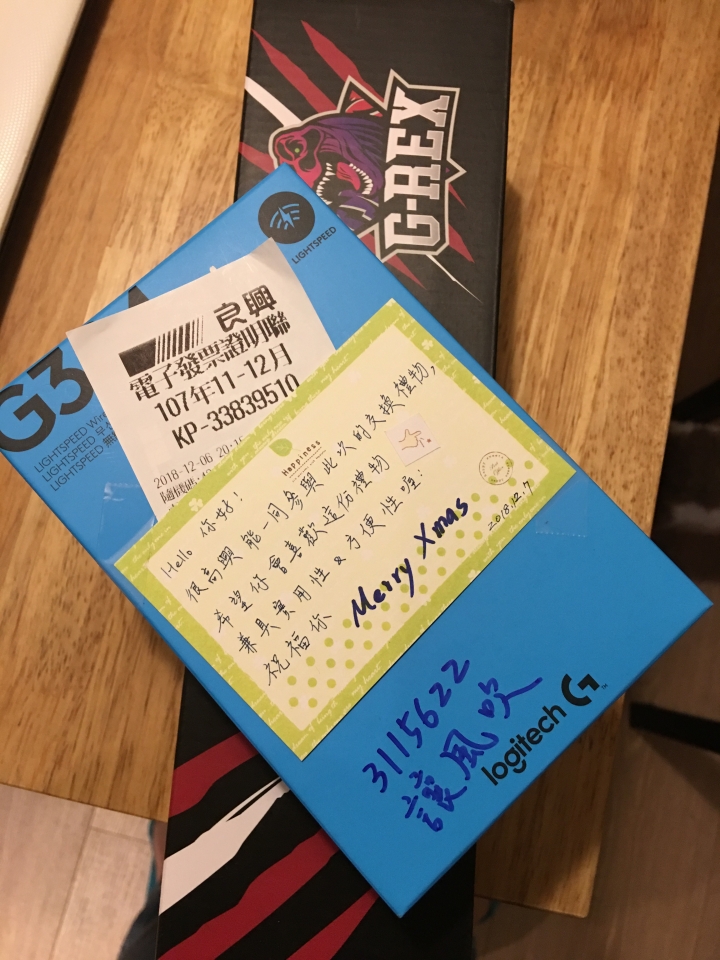 G-REX
LIGHTSPEED
G3
LIGHTSPEED
LIGHTSPEED
LIGHTSPEED 無
良興
電子發票證明聯
107年11-12月
KP-33839510
2018-12-06
Happiness
Hello 你好!
很高興能一同參與此次的交換禮物,
希望你會喜歡這份禮物
兼具實用性&方便性喔!
祝福你 Merry Xmas
2018.12.7
3115622
讓風吹
logitech G